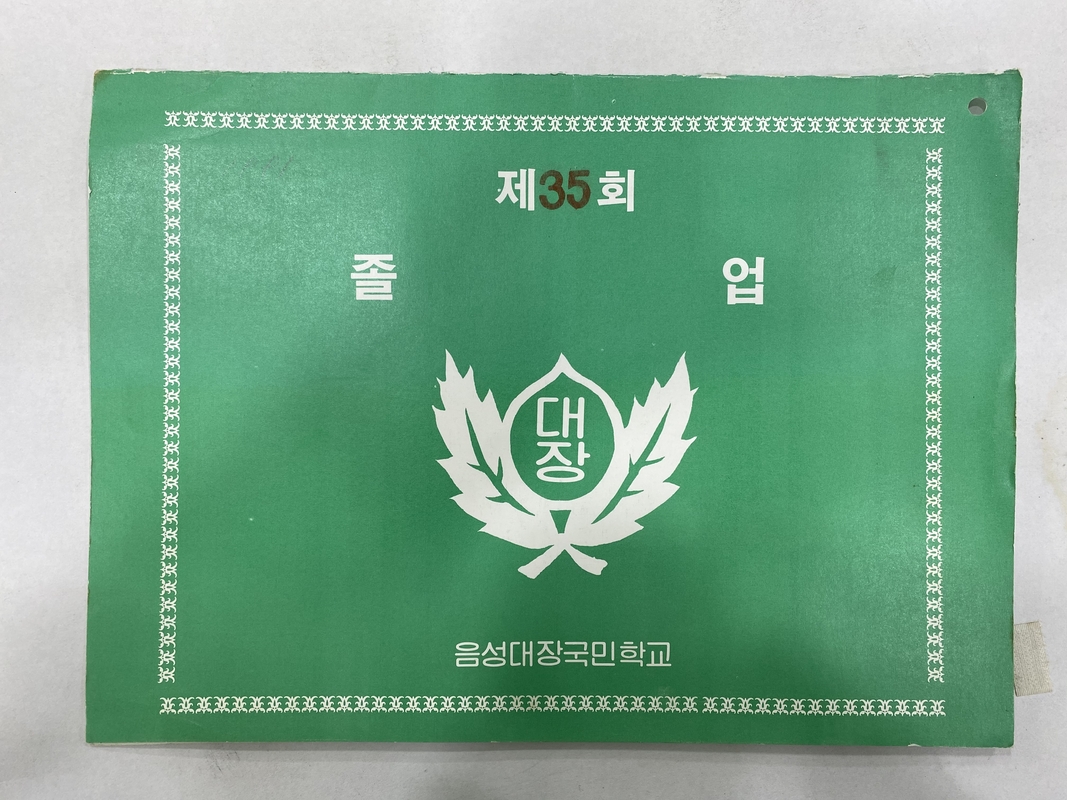 제35회
졸 업
대
장
음성대장국민학교